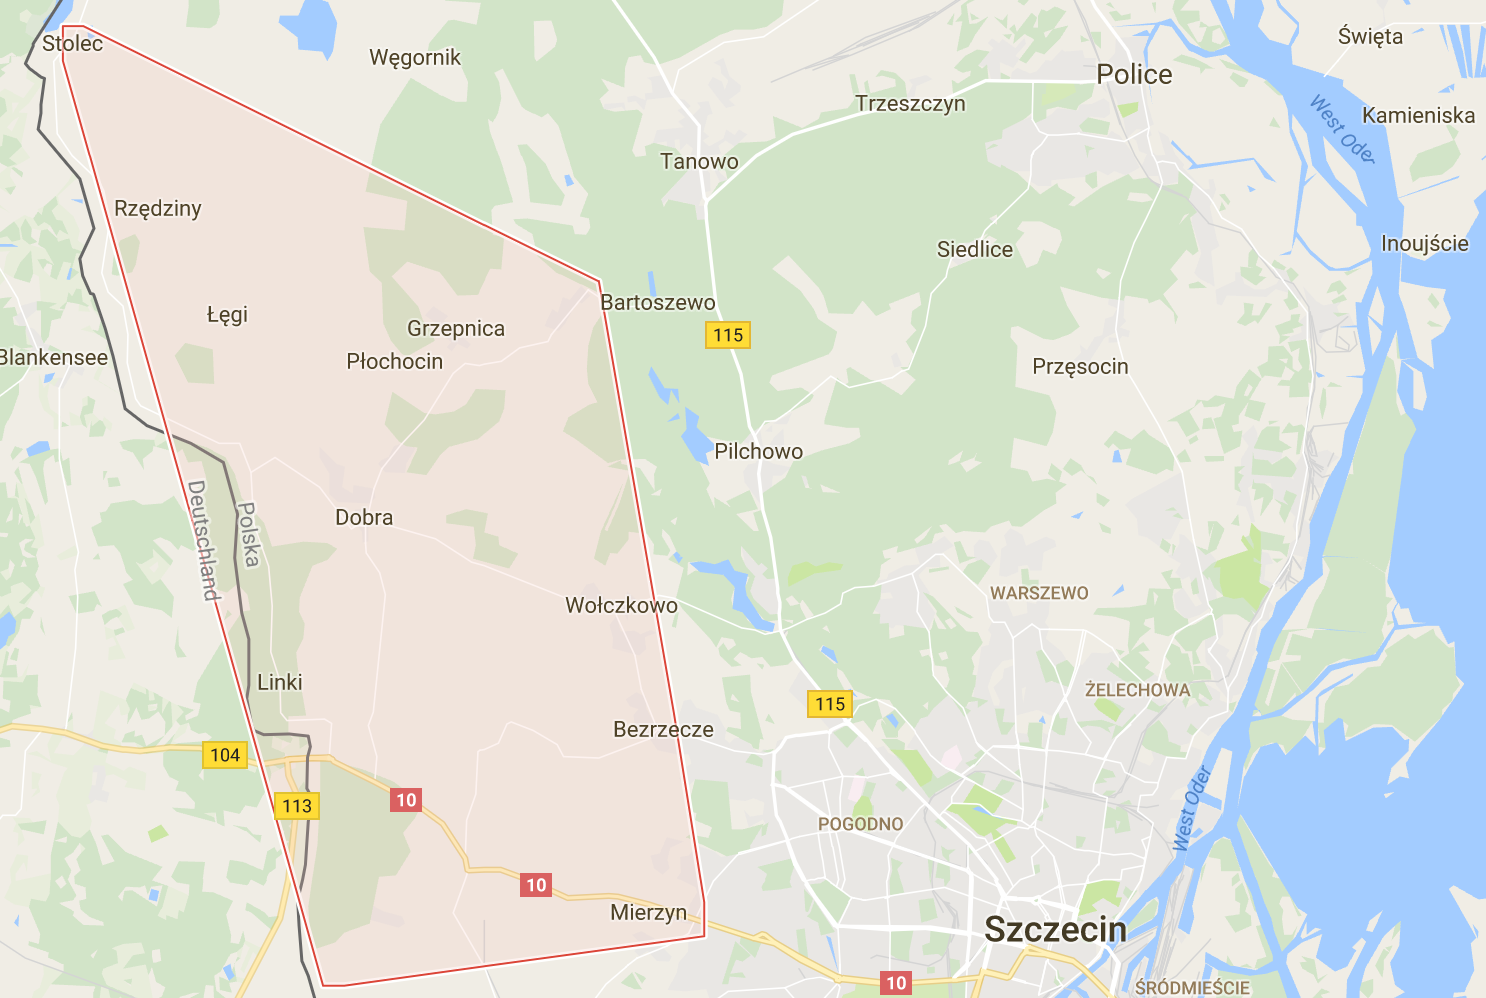 Stolec
Węgornik
Święta
Police
Trzeszczyn
Kamieniska
West Oder
Tanowo
Rzędziny
Siedlice
Inoujście
Bartoszewo
Łęgi
Grzepnica
115
Blankensee
Płochocin
Przęsocin
Pilchowo
Dobra
Deutschland
Polska
Wołczkowo
WARSZEWO
Linki
ŻELECHOWA
115
Bezrzecze
104
10
113
West Oder
POGODNO
10
Mierzyn
Szczecin
10
ŚRÓDMIEŚCIE